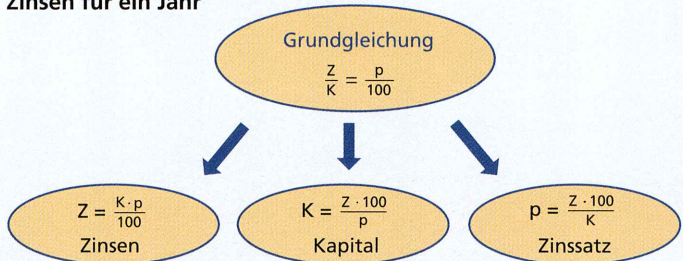 Zinsen für ein Jahr
Grundgleichung
Z/K = p/100
Z = K · p/100
Zinsen
K = Z · 100/p
Kapital
p = Z · 100/K
Zinssatz